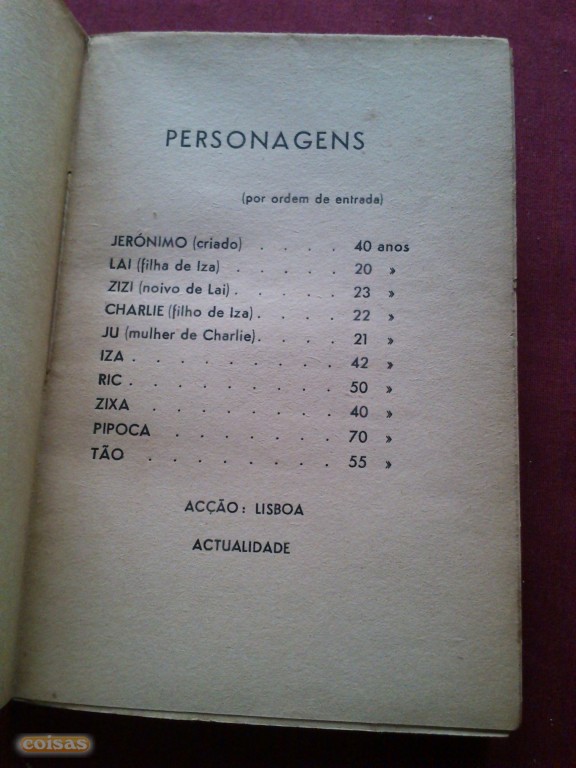 PERSONAGENS
(por ordem de entrada)
JERÓNIMO (criado) . . . . 40 anos
LAI (filha de Iza) . . . . . 20 »
ZIZI (noivo de Lai) . . . . . 23 »
CHARLIE (filho de Iza) . . . . 22 »
JU (mulher de Charlie) . . . . 21 »
IZA . . . . . . . . . 42 »
RIC . . . . . . . . . 50 »
ZIXA . . . . . . . . 40 »
PIPOCA . . . . . . . 70 »
TÃO . . . . . . . . 55 »
ACÇÃO : LISBOA
ACTUALIDADE
coisas